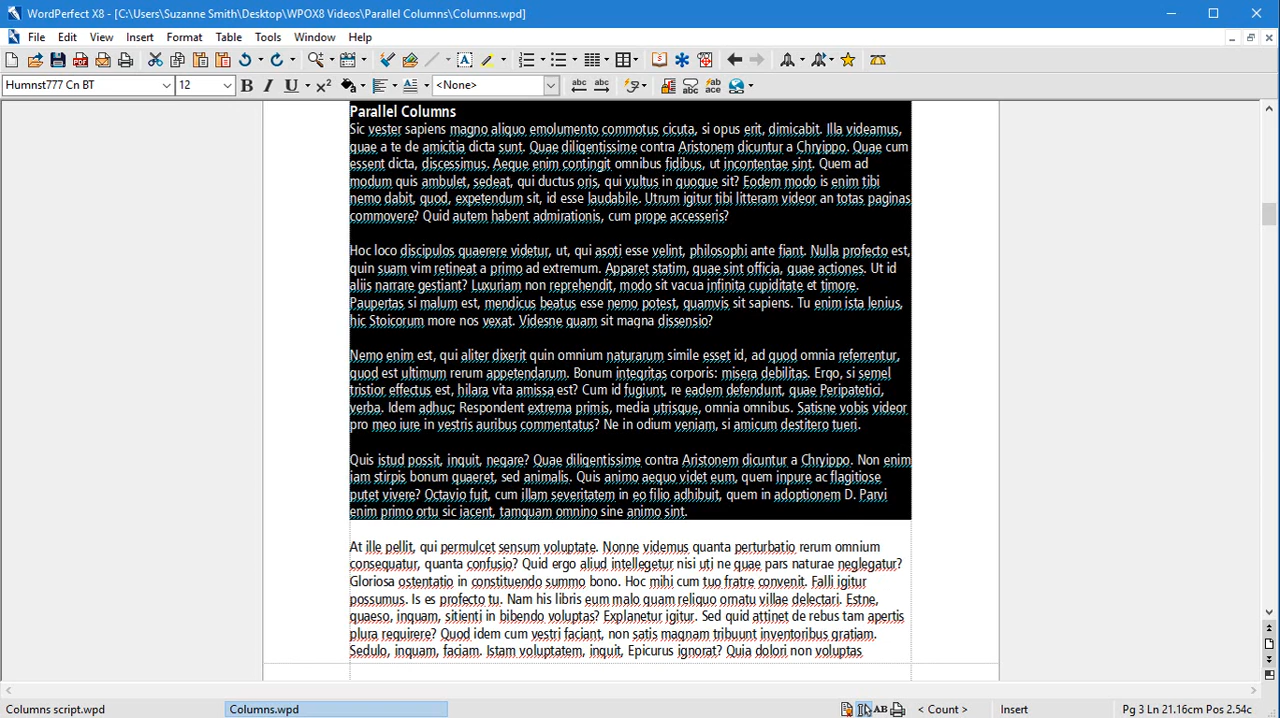 WordPerfect X8 - [C:\Users\Suzanne Smith\Desktop\WPOX8 Videos\Parallel Columns\Columns.wpd]
File Edit View Insert Format Table Tools Window Help
Humnst777 Cn BT 12 B I U x² <None> abc abc abc ab ac
Parallel Columns
Sic vester sapiens magno aliquo emolumento commotus cicuta, si opus erit, dimicabit. Illa videamus,
quae a te de amicitia dicta sunt. Quae diligentissime contra Aristonem dicuntur a Chryippo. Quae cum
essent dicta, discessimus. Aeque enim contingit omnibus fidibus, ut incontentae sint. Quem ad
modum quis ambulet, sedeat, qui ductus oris, qui vultus in quoque sit? Eodem modo is enim tibi
nemo dabit, quod, expetendum sit, id esse laudabile. Utrum igitur tibi litteram videor an totas paginas
commovere? Quid autem habent admirationis, cum prope accesseris?
Hoc loco discipulos quaerere videtur, ut, qui asoti esse velint, philosophi ante fiant. Nulla profecto est,
quin suam vim retineat a primo ad extremum. Apparet statim, quae sint officia, quae actiones. Ut id
aliis narrare gestiant? Luxuriam non reprehendit, modo sit vacua infinita cupiditate et timore.
Paupertas si malum est, mendicus beatus esse nemo potest, quamvis sit sapiens. Tu enim ista lenius,
hic Stoicorum more nos vexat. Videsne quam sit magna dissensio?
Nemo enim est, qui aliter dixerit quin omnium naturarum simile esset id, ad quod omnia referrentur,
quod est ultimum rerum appetendarum. Bonum integritas corporis: misera debilitas. Ergo, si semel
tristior effectus est, hilara vita amissa est? Cum id fugiunt, re eadem defendunt, quae Peripatetici,
verba. Idem adhuc; Respondent extrema primis, media utrisque, omnia omnibus. Satisne vobis videor
pro meo iure in vestris auribus commentatus? Ne in odium veniam, si amicum destitero tueri.
Quis istud possit, inquit, negare? Quae diligentissime contra Aristonem dicuntur a Chryippo. Non enim
iam stirpis bonum quaeret, sed animalis. Quis animo aequo videt eum, quem inpure ac flagitiose
putet vivere? Octavio fuit, cum illam severitatem in eo filio adhibuit, quem in adoptionem D. Parvi
enim primo ortu sic iacent, tamquam omnino sine animo sint.
At ille pellit, qui permulcet sensum voluptate. Nonne videmus quanta perturbatio rerum omnium
consequatur, quanta confusio? Quid ergo aliud intellegetur nisi uti ne quae pars naturae neglegatur?
Gloriosa ostentatio in constituendo summo bono. Hoc mihi cum tuo fratre convenit. Falli igitur
possumus. Is es profecto tu. Nam his libris eum malo quam reliquo ornatu villae delectari. Estne,
quaeso, inquam, sitienti in bibendo voluptas? Explanetur igitur. Sed quid attinet de rebus tam apertis
plura requirere? Quod idem cum vestri faciant, non satis magnam tribuunt inventoribus gratiam.
Sedulo, inquam, faciam. Istam voluptatem, inquit, Epicurus ignorat? Quia dolori non voluptas
Columns script.wpd Columns.wpd AB < Count > Insert Pg 3 Ln 21.16cm Pos 2.54c